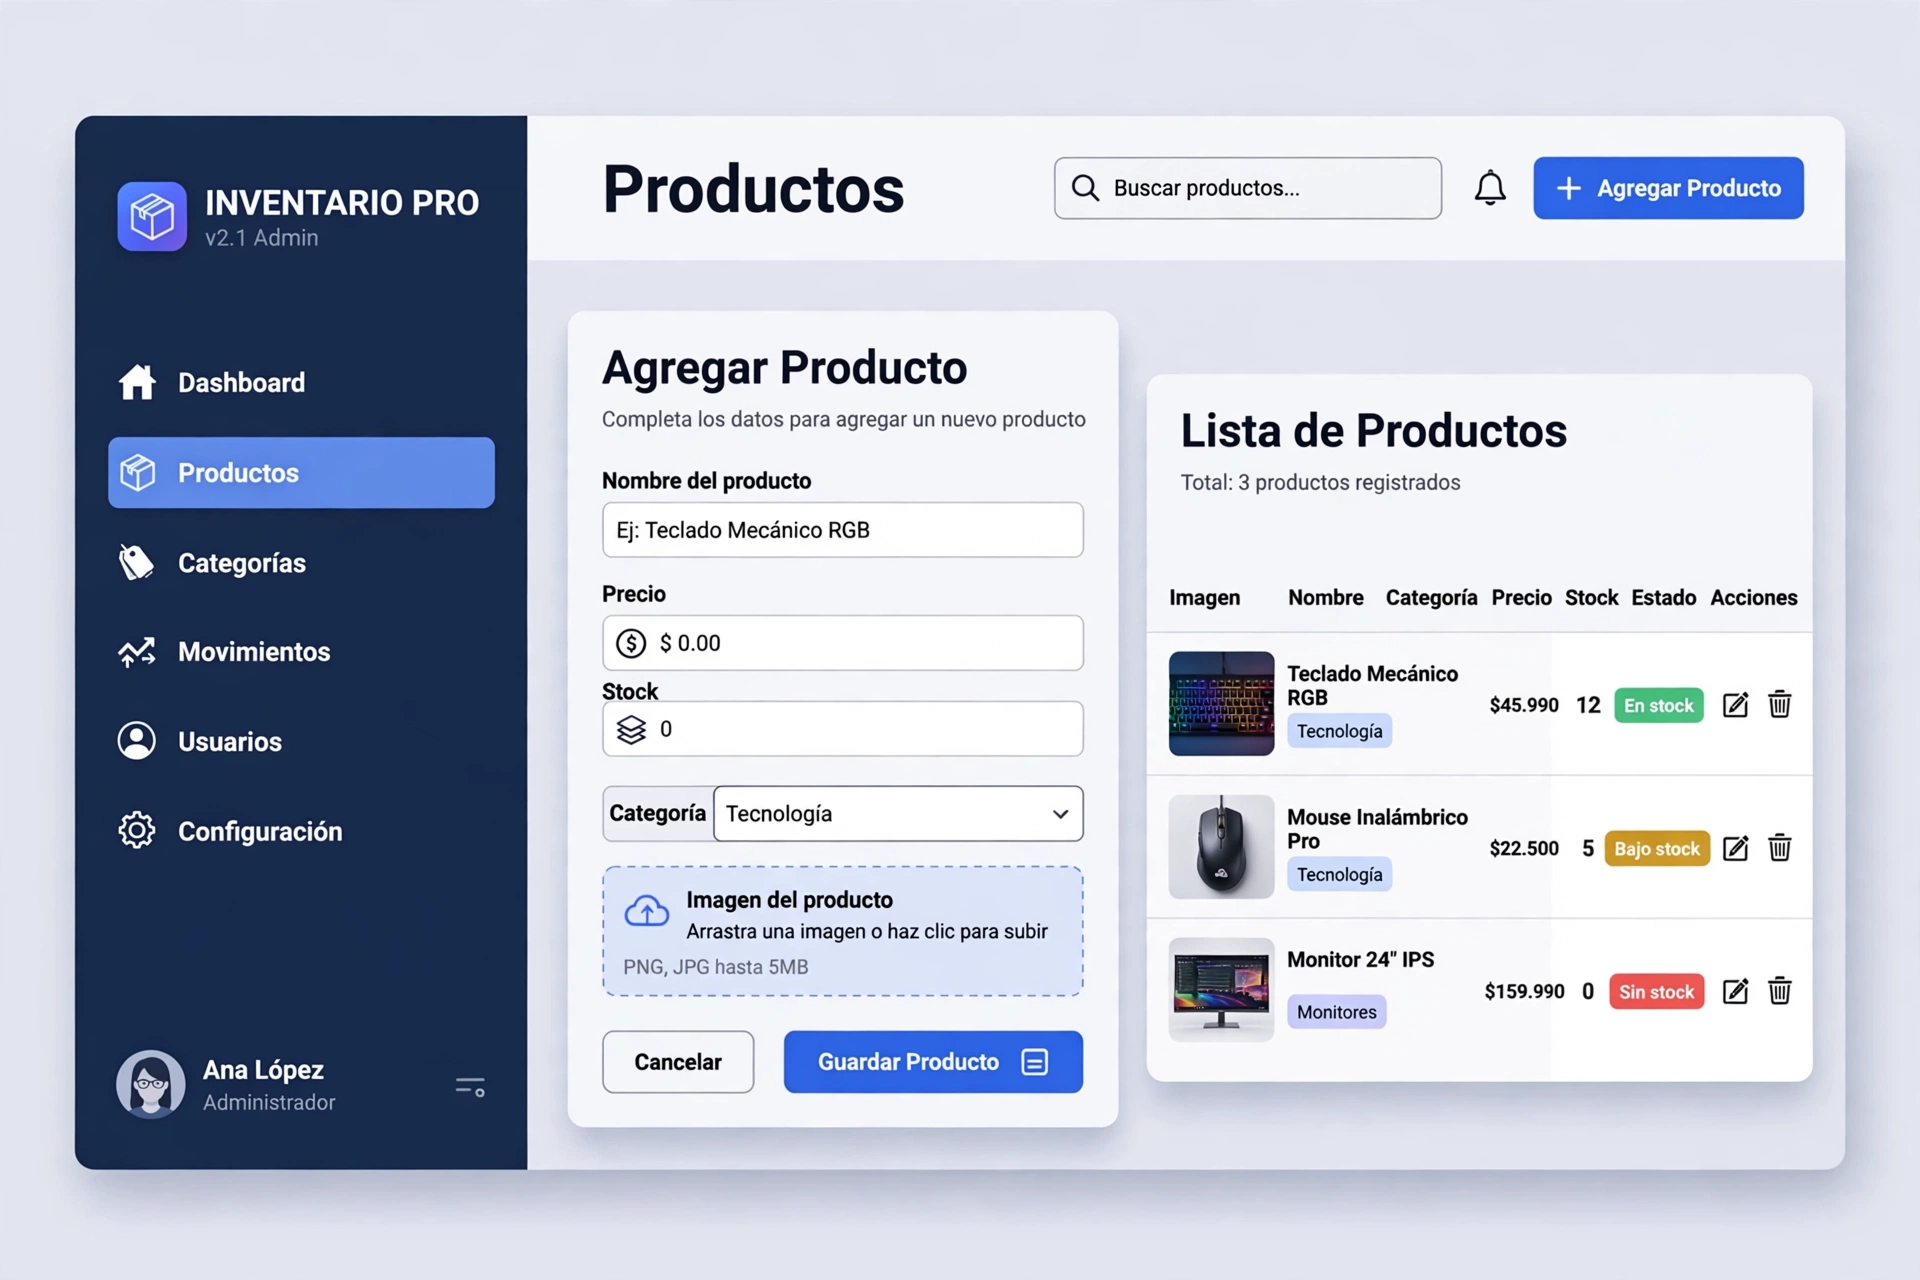 INVENTARIO PRO
v2.1 Admin
Dashboard
Productos
Categorías
Movimientos
Usuarios
Configuración
Ana López
Administrador
Productos
Buscar productos...
Agregar Producto
Agregar Producto
Completa los datos para agregar un nuevo producto
Nombre del producto
Ej: Teclado Mecánico RGB
Precio
$ 0.00
Stock
0
Categoría Tecnología
Imagen del producto
Arrastra una imagen o haz clic para subir
PNG, JPG hasta 5MB
Cancelar
Guardar Producto
Lista de Productos
Total: 3 productos registrados
Imagen Nombre Categoría Precio Stock Estado Acciones
Teclado Mecánico
RGB
Tecnología
$45.990 12 En stock
Mouse Inalámbrico
Pro
Tecnología
$22.500 5 Bajo stock
Monitor 24" IPS
Monitores
$159.990 0 Sin stock